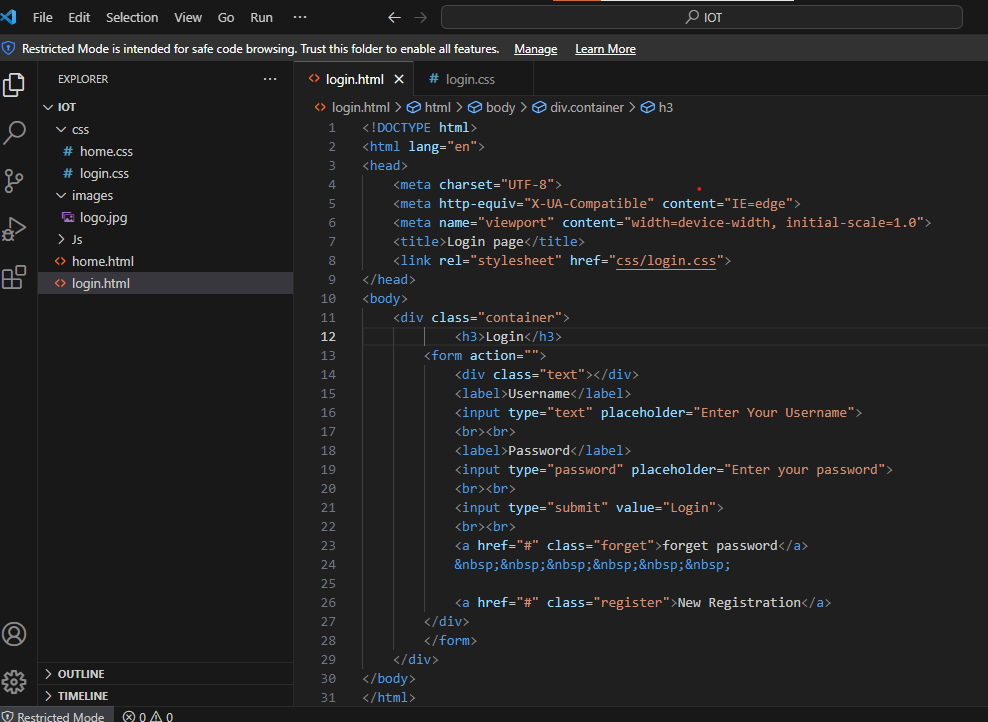 File Edit Selection View Go Run ··· ← → IOT
Restricted Mode is intended for safe code browsing. Trust this folder to enable all features. Manage Learn More
EXPLORER ···
IOT
css
# home.css
# login.css
images
logo.jpg
Js
<> home.html
<> login.html
OUTLINE
TIMELINE
<> login.html × # login.css
<> login.html > html > body > div.container > h3
1 <!DOCTYPE html>
2 <html lang="en">
3 <head>
4 <meta charset="UTF-8">
5 <meta http-equiv="X-UA-Compatible" content="IE=edge">
6 <meta name="viewport" content="width=device-width, initial-scale=1.0">
7 <title>Login page</title>
8 <link rel="stylesheet" href="css/login.css">
9 </head>
10 <body>
11 <div class="container">
12 <h3>Login</h3>
13 <form action="">
14 <div class="text"></div>
15 <label>Username</label>
16 <input type="text" placeholder="Enter Your Username">
17 <br><br>
18 <label>Password</label>
19 <input type="password" placeholder="Enter your password">
20 <br><br>
21 <input type="submit" value="Login">
22 <br><br>
23 <a href="#" class="forget">forget password</a>
24 &nbsp;&nbsp;&nbsp;&nbsp;&nbsp;&nbsp;
25
26 <a href="#" class="register">New Registration</a>
27 </div>
28 </form>
29 </div>
30 </body>
31 </html>
Restricted Mode 0 0